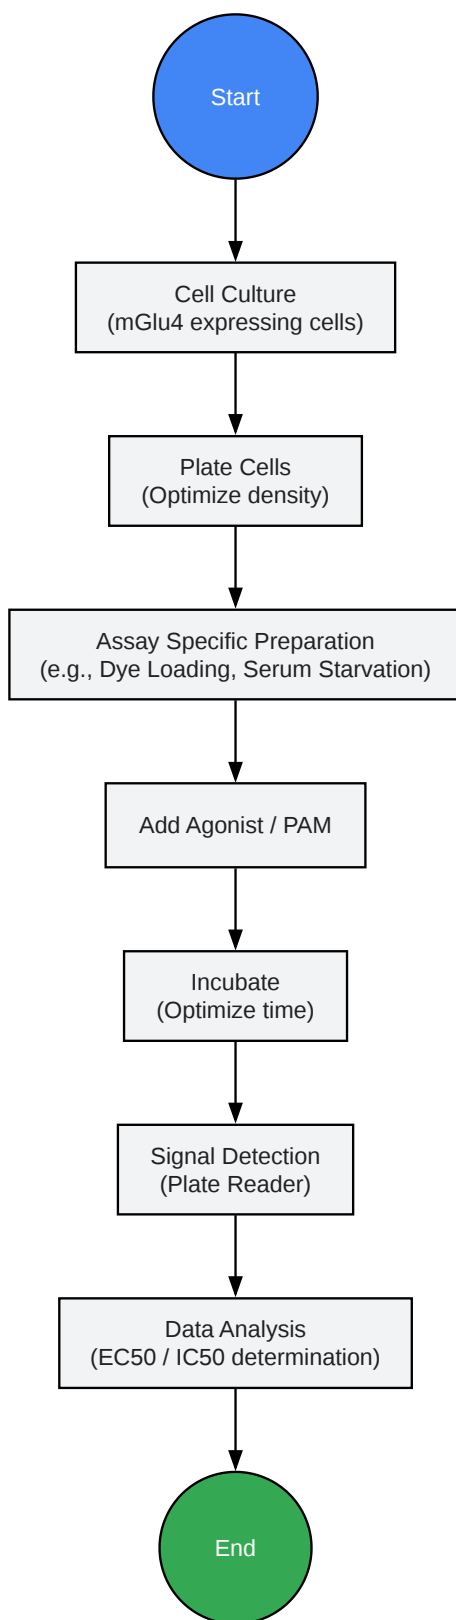 Start
Cell Culture
(mGlu4 expressing cells)
Plate Cells
(Optimize density)
Assay Specific Preparation
(e.g., Dye Loading, Serum Starvation)
Add Agonist / PAM
Incubate
(Optimize time)
Signal Detection
(Plate Reader)
Data Analysis
(EC50 / IC50 determination)
End